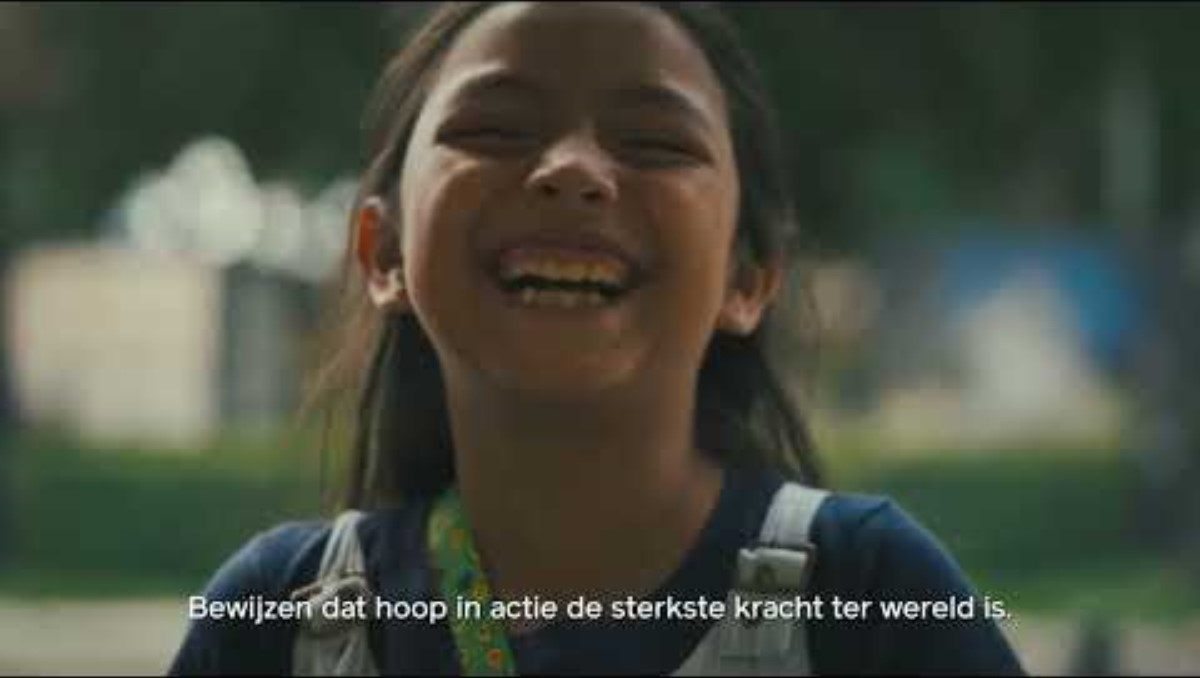 Bewijzen dat hoop in actie de sterkste kracht ter wereld is.